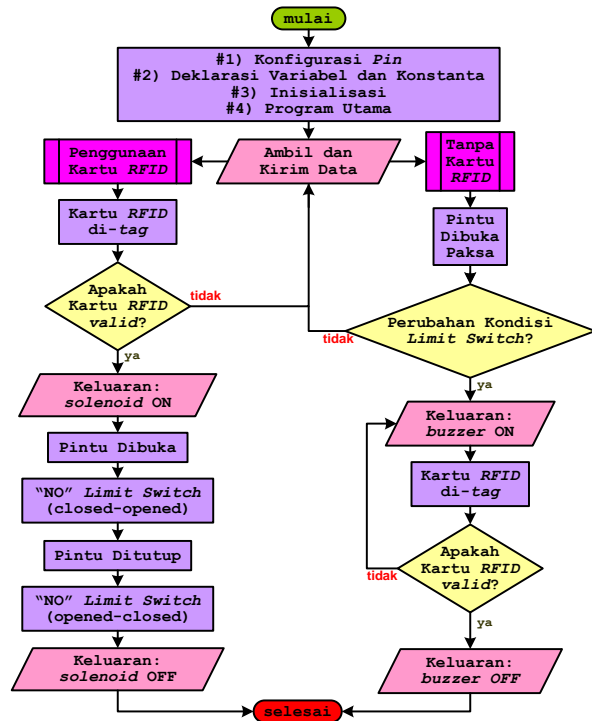 mulai
#1) Konfigurasi Pin
#2) Deklarasi Variabel dan Konstanta
#3) Inisialisasi
#4) Program Utama
Penggunaan
Kartu RFID
Ambil dan
Kirim Data
Tanpa
Kartu
RFID
Kartu RFID
di-tag
Pintu
Dibuka
Paksa
Apakah
Kartu RFID
valid?
tidak
ya
Perubahan Kondisi
Limit Switch?
tidak
ya
Keluaran:
solenoid ON
Pintu Dibuka
“NO” Limit Switch
(closed-opened)
Pintu Ditutup
“NO” Limit Switch
(opened-closed)
Keluaran:
solenoid OFF
Keluaran:
buzzer ON
Kartu RFID
di-tag
Apakah
Kartu RFID
valid?
tidak
ya
Keluaran:
buzzer OFF
selesai